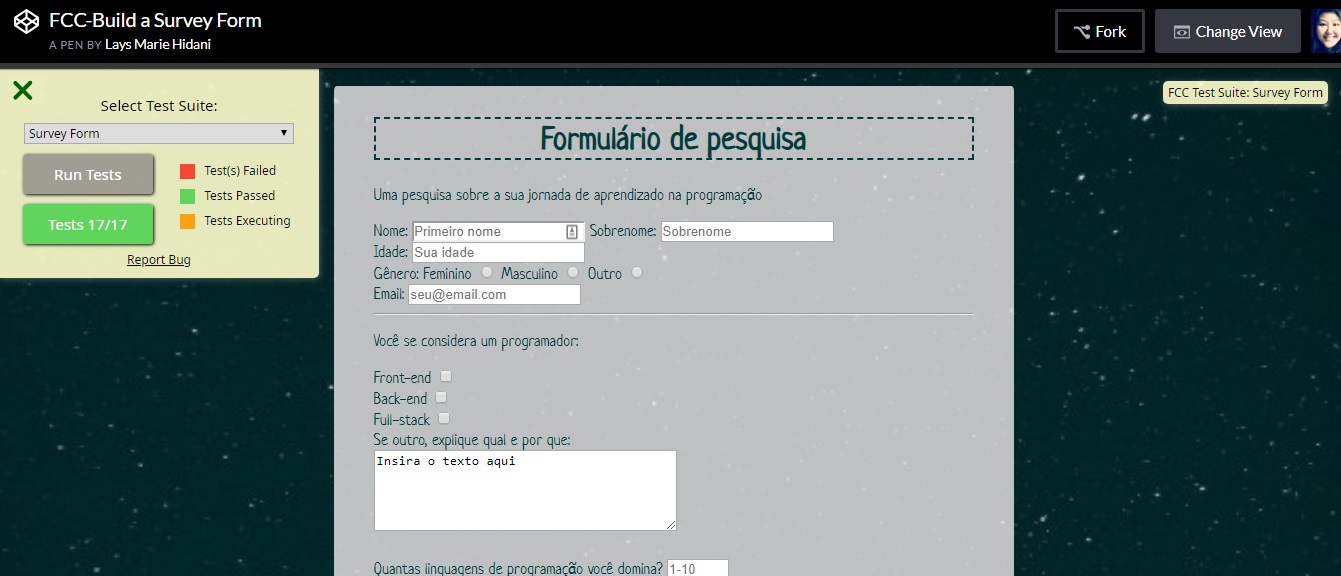 FCC-Build a Survey Form
A PEN BY Lays Marie Hidani
Fork
Change View
Select Test Suite:
Survey Form
Run Tests
Tests 17/17
Test(s) Failed
Tests Passed
Tests Executing
Report Bug
FCC Test Suite: Survey Form
Formulário de pesquisa
Uma pesquisa sobre a sua jornada de aprendizado na programação
Nome: Primeiro nome Sobrenome: Sobrenome
Idade: Sua idade
Gênero: Feminino Masculino Outro
Email: seu@email.com
Você se considera um programador:
Front-end
Back-end
Full-stack
Se outro, explique qual e por que:
Insira o texto aqui
Quantas linguagens de programação você domina? 1-10